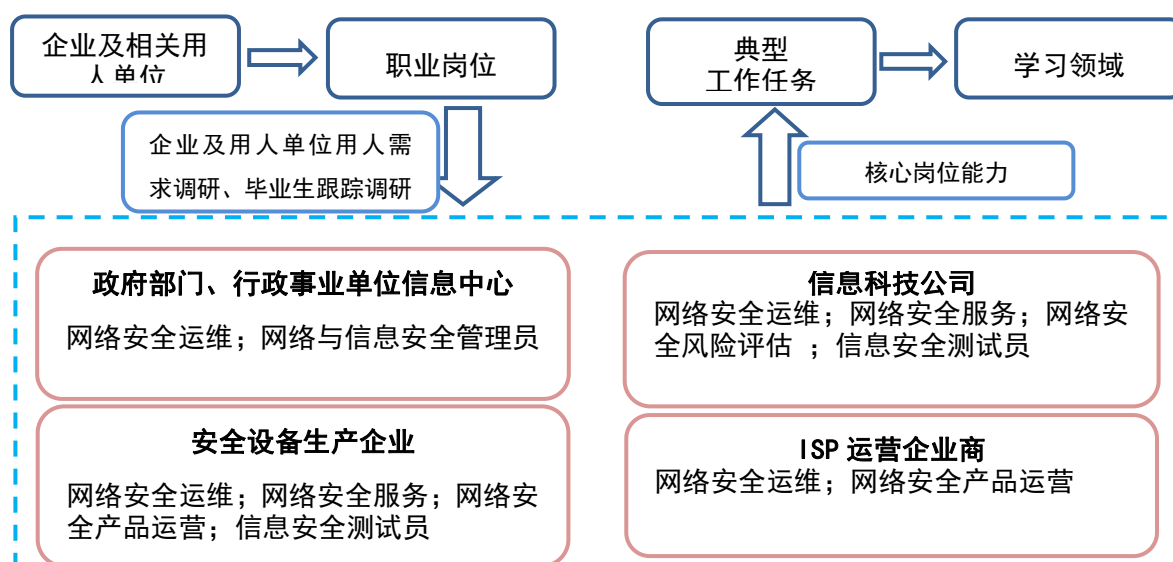 企业及相关用
人单位
职业岗位
典型
工作任务
学习领域
企业及用人单位用人需
求调研、毕业生跟踪调研
核心岗位能力
政府部门、行政事业单位信息中心
网络安全运维；网络与信息安全管理员
信息科技公司
网络安全运维；网络安全服务；网络安
全风险评估 ；信息安全测试员
安全设备生产企业
网络安全运维；网络安全服务；网络安
全产品运营；信息安全测试员
ISP 运营企业商
网络安全运维；网络安全产品运营